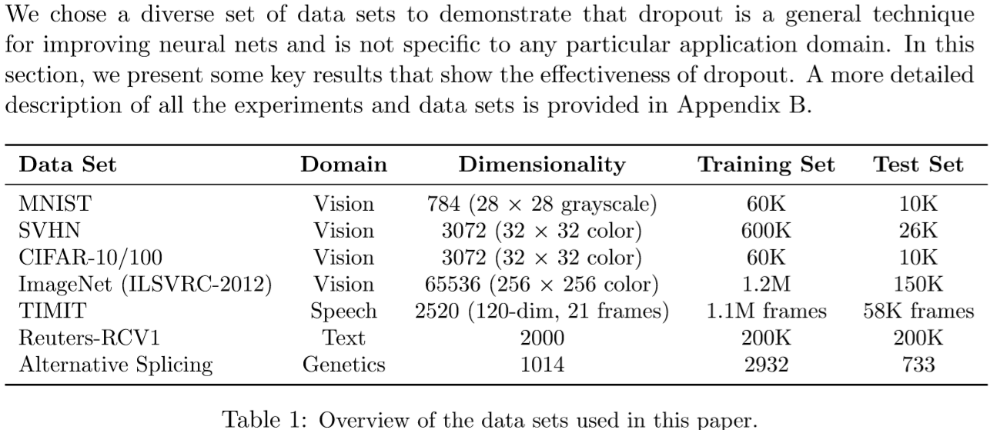 We chose a diverse set of data sets to demonstrate that dropout is a general technique
for improving neural nets and is not specific to any particular application domain. In this
section, we present some key results that show the effectiveness of dropout. A more detailed
description of all the experiments and data sets is provided in Appendix B.
Data Set Domain Dimensionality Training Set Test Set
MNIST Vision 784 (28 × 28 grayscale) 60K 10K
SVHN Vision 3072 (32 × 32 color) 600K 26K
CIFAR-10/100 Vision 3072 (32 × 32 color) 60K 10K
ImageNet (ILSVRC-2012) Vision 65536 (256 × 256 color) 1.2M 150K
TIMIT Speech 2520 (120-dim, 21 frames) 1.1M frames 58K frames
Reuters-RCV1 Text 2000 200K 200K
Alternative Splicing Genetics 1014 2932 733
Table 1: Overview of the data sets used in this paper.